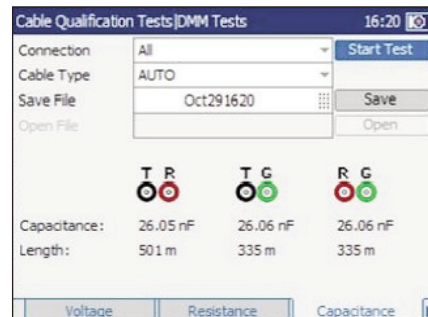 Cable Qualification Tests|DMM Tests 16:20
Connection All Start Test
Cable Type AUTO
Save File Oct291620 Save
Open File Open
T R T G R G
Capacitance: 26.05 nF 26.06 nF 26.06 nF
Length: 501 m 335 m 335 m
Voltage Resistance Capacitance